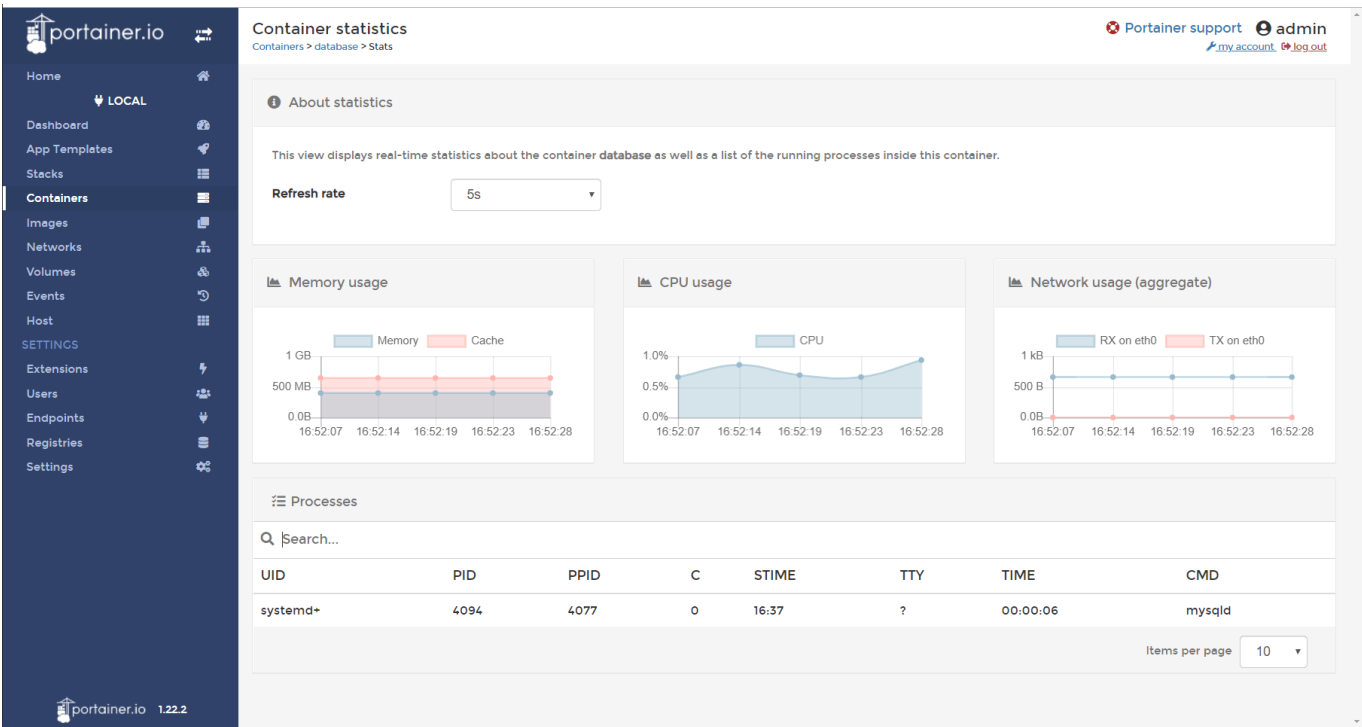 portainer.io
Home
LOCAL
Dashboard
App Templates
Stacks
Containers
Images
Networks
Volumes
Events
Host
SETTINGS
Extensions
Users
Endpoints
Registries
Settings
portainer.io 1.22.2
Container statistics
Containers > database > Stats
Portainer support admin
my account log out
About statistics
This view displays real-time statistics about the container database as well as a list of the running processes inside this container.
Refresh rate 5s
Memory usage
Memory Cache
1 GB
500 MB
0.0B
16:52:07 16:52:14 16:52:19 16:52:23 16:52:28
CPU usage
CPU
1.0%
0.5%
0.0%
16:52:07 16:52:14 16:52:19 16:52:23 16:52:28
Network usage (aggregate)
RX on eth0 TX on eth0
1 kB
500 B
0.0B
16:52:07 16:52:14 16:52:19 16:52:23 16:52:28
Processes
Search...
UID PID PPID C STIME TTY TIME CMD
systemd+ 4094 4077 0 16:37 ? 00:00:06 mysqld
Items per page 10